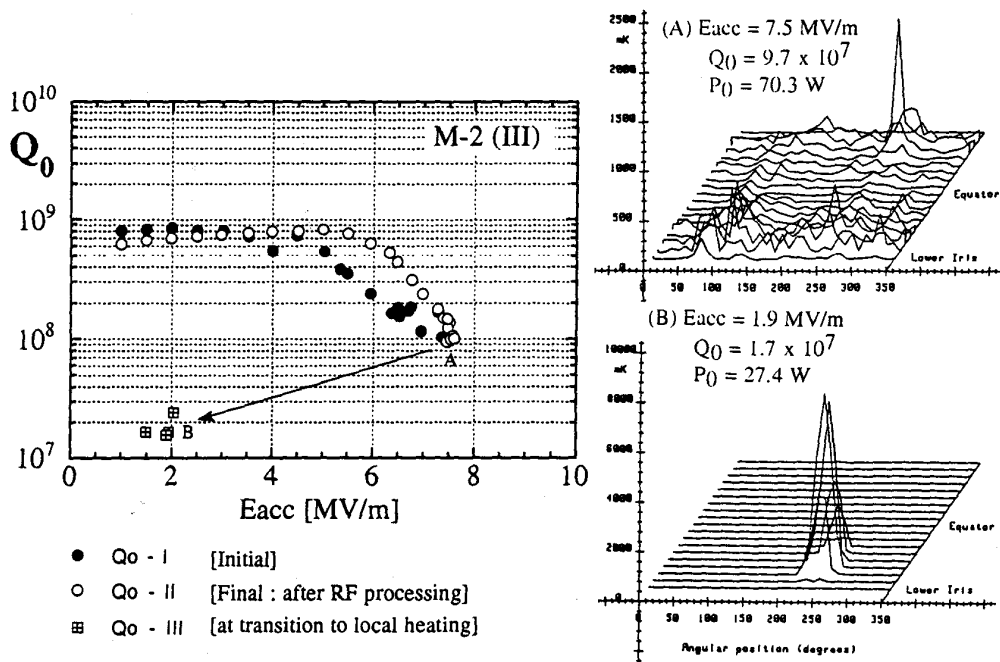 10^10
Q0
10^9
10^8
10^7
M-2 (III)
A
B
0 2 4 6 8 10
Eacc [MV/m]
● Qo - I [Initial]
○ Qo - II [Final : after RF processing]
⊞ Qo - III [at transition to local heating]
(A) Eacc = 7.5 MV/m
Q0 = 9.7 x 10^7
P0 = 70.3 W
2500
mK
2000
1500
1000
500
0
Equator
Lower Iris
0 50 100 150 200 250 300 350
(B) Eacc = 1.9 MV/m
Q0 = 1.7 x 10^7
P0 = 27.4 W
10000
mK
8000
6000
4000
2000
0
Equator
Lower Iris
0 50 100 150 200 250 300 350
Angular position (degrees)